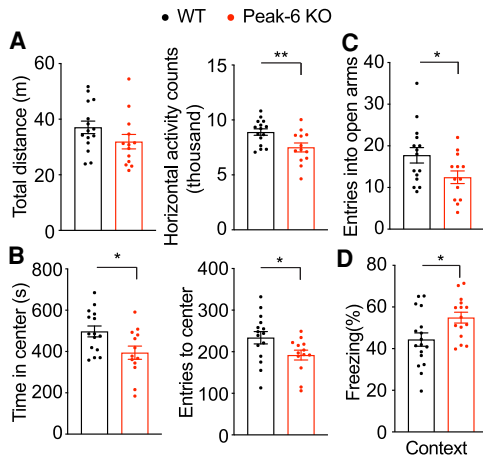 WT Peak-6 KO
A
Total distance (m)
60
40
20
0
Horizontal activity counts
(thousand)
15
10
5
0
**
C
Entries into open arms
40
30
20
10
0
*
B
Time in center (s)
800
600
400
200
0
*
Entries to center
400
300
200
100
0
*
D
Freezing(%)
80
60
40
20
0
*
Context